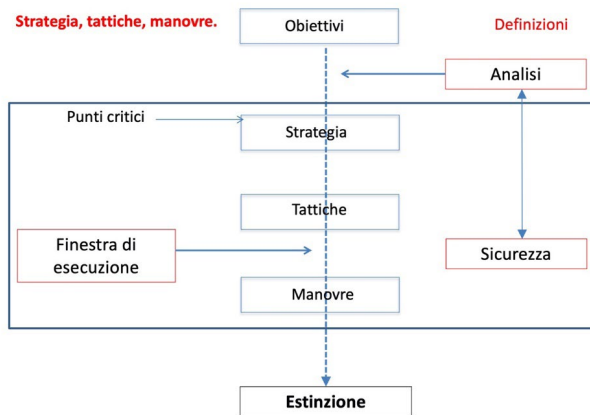 Strategia, tattiche, manovre.
Obiettivi
Definizioni
Analisi
Punti critici
Strategia
Tattiche
Finestra di
esecuzione
Sicurezza
Manovre
Estinzione